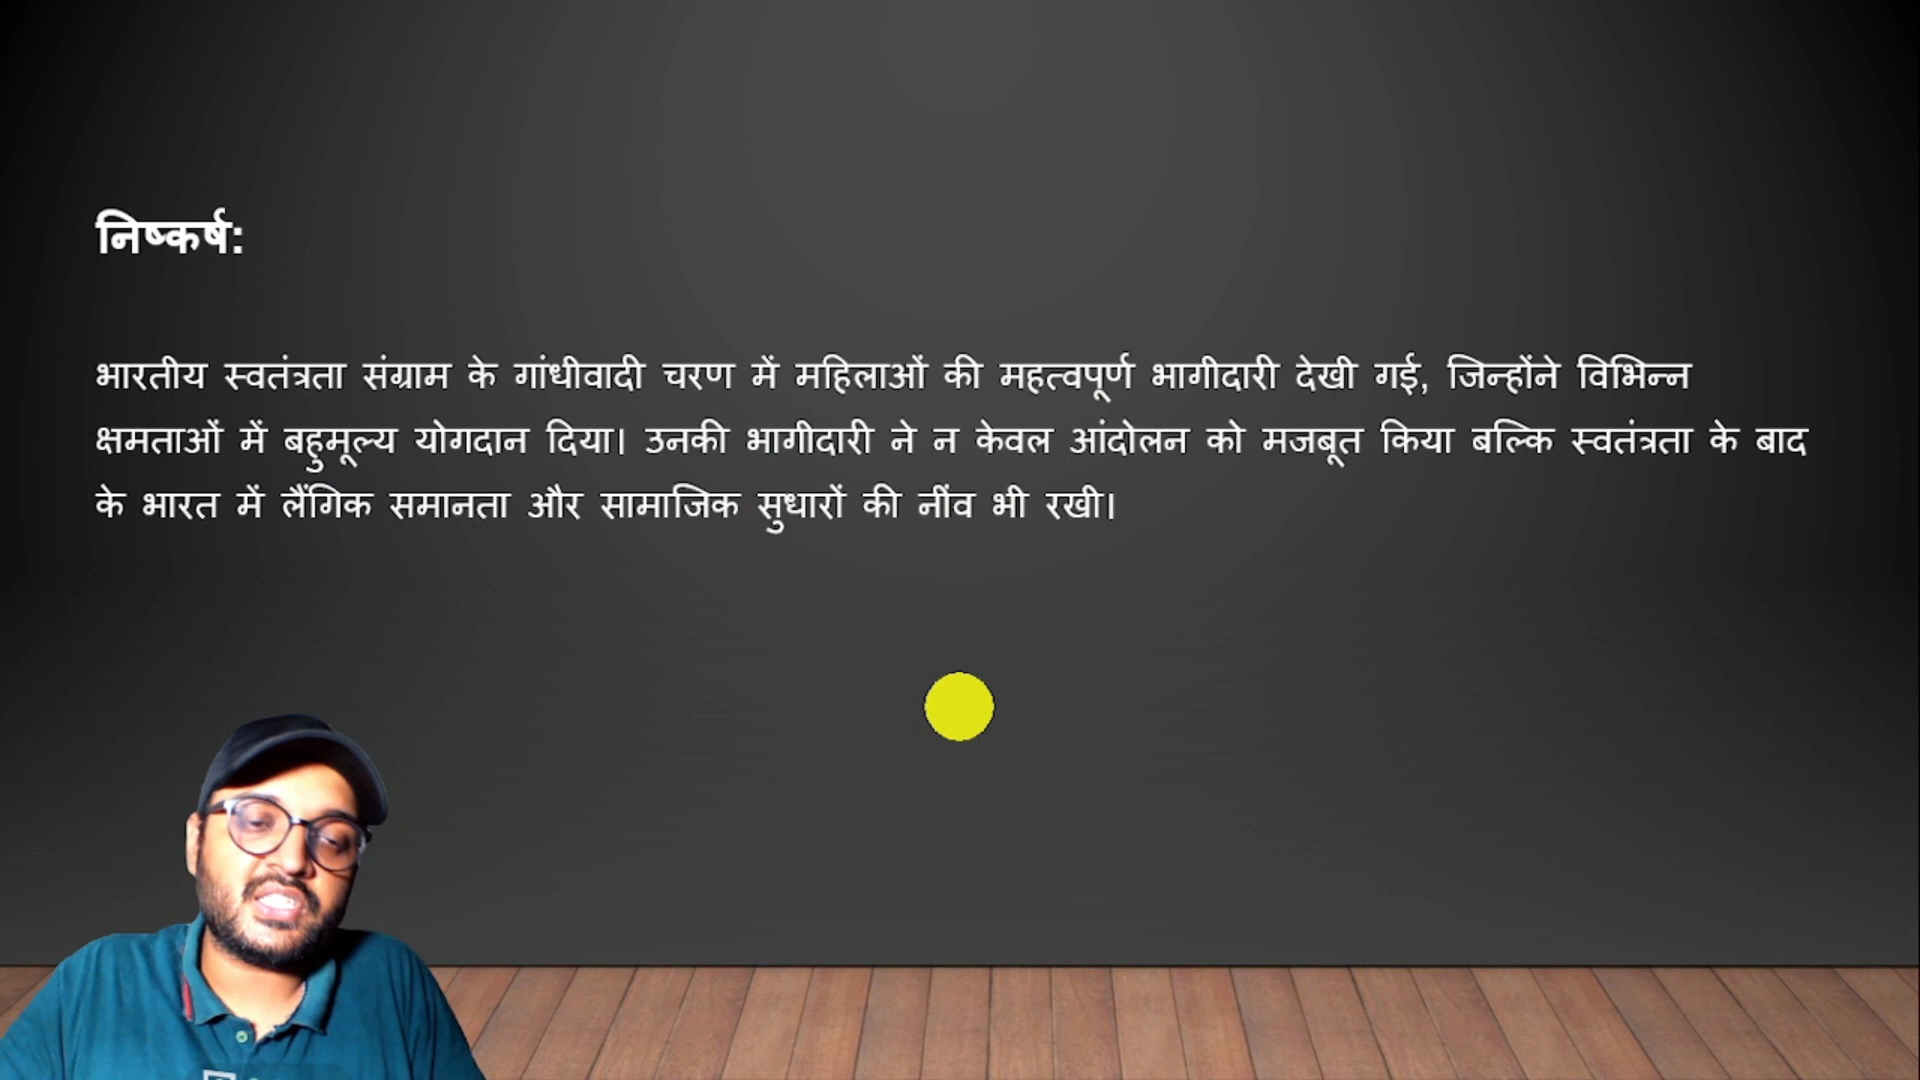 निष्कर्ष:
भारतीय स्वतंत्रता संग्राम के गांधीवादी चरण में महिलाओं की महत्वपूर्ण भागीदारी देखी गई, जिन्होंने विभिन्न
क्षमताओं में बहुमूल्य योगदान दिया। उनकी भागीदारी ने न केवल आंदोलन को मजबूत किया बल्कि स्वतंत्रता के बाद
के भारत में लैंगिक समानता और सामाजिक सुधारों की नींव भी रखी।